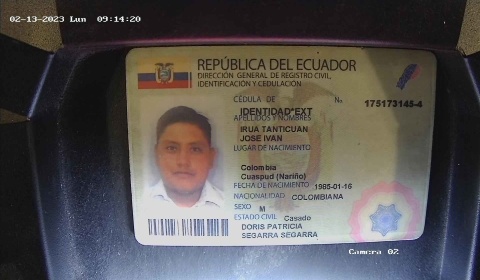 02-13-2023 Lun 09:14:20
REPÚBLICA DEL ECUADOR
DIRECCIÓN GENERAL DE REGISTRO CIVIL,
IDENTIFICACIÓN Y CEDULACIÓN
CÉDULA DE No. 175173145-4
IDENTIDAD*EXT
APELLIDOS Y NOMBRES
IRUA TANTICUAN
JOSE IVAN
LUGAR DE NACIMIENTO
Colombia
Cuaspud (Nariño)
FECHA DE NACIMIENTO 1985-01-16
NACIONALIDAD COLOMBIANA
SEXO M
ESTADO CIVIL Casado
DORIS PATRICIA
SEGARRA SEGARRA
Camera 02